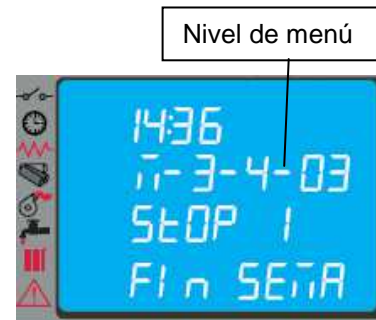 Nivel de menú
14:36
M-3-4-03
StOP 1
FIn SEMA